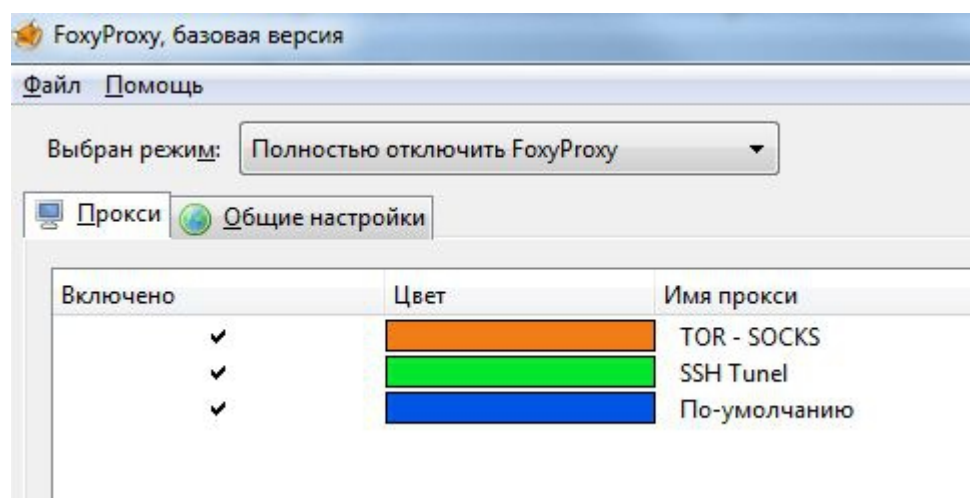 FoxyProxy, базовая версия
Файл Помощь
Выбран режим: Полностью отключить FoxyProxy
Прокси Общие настройки
Включено Цвет Имя прокси
TOR - SOCKS
SSH Tunel
По-умолчанию